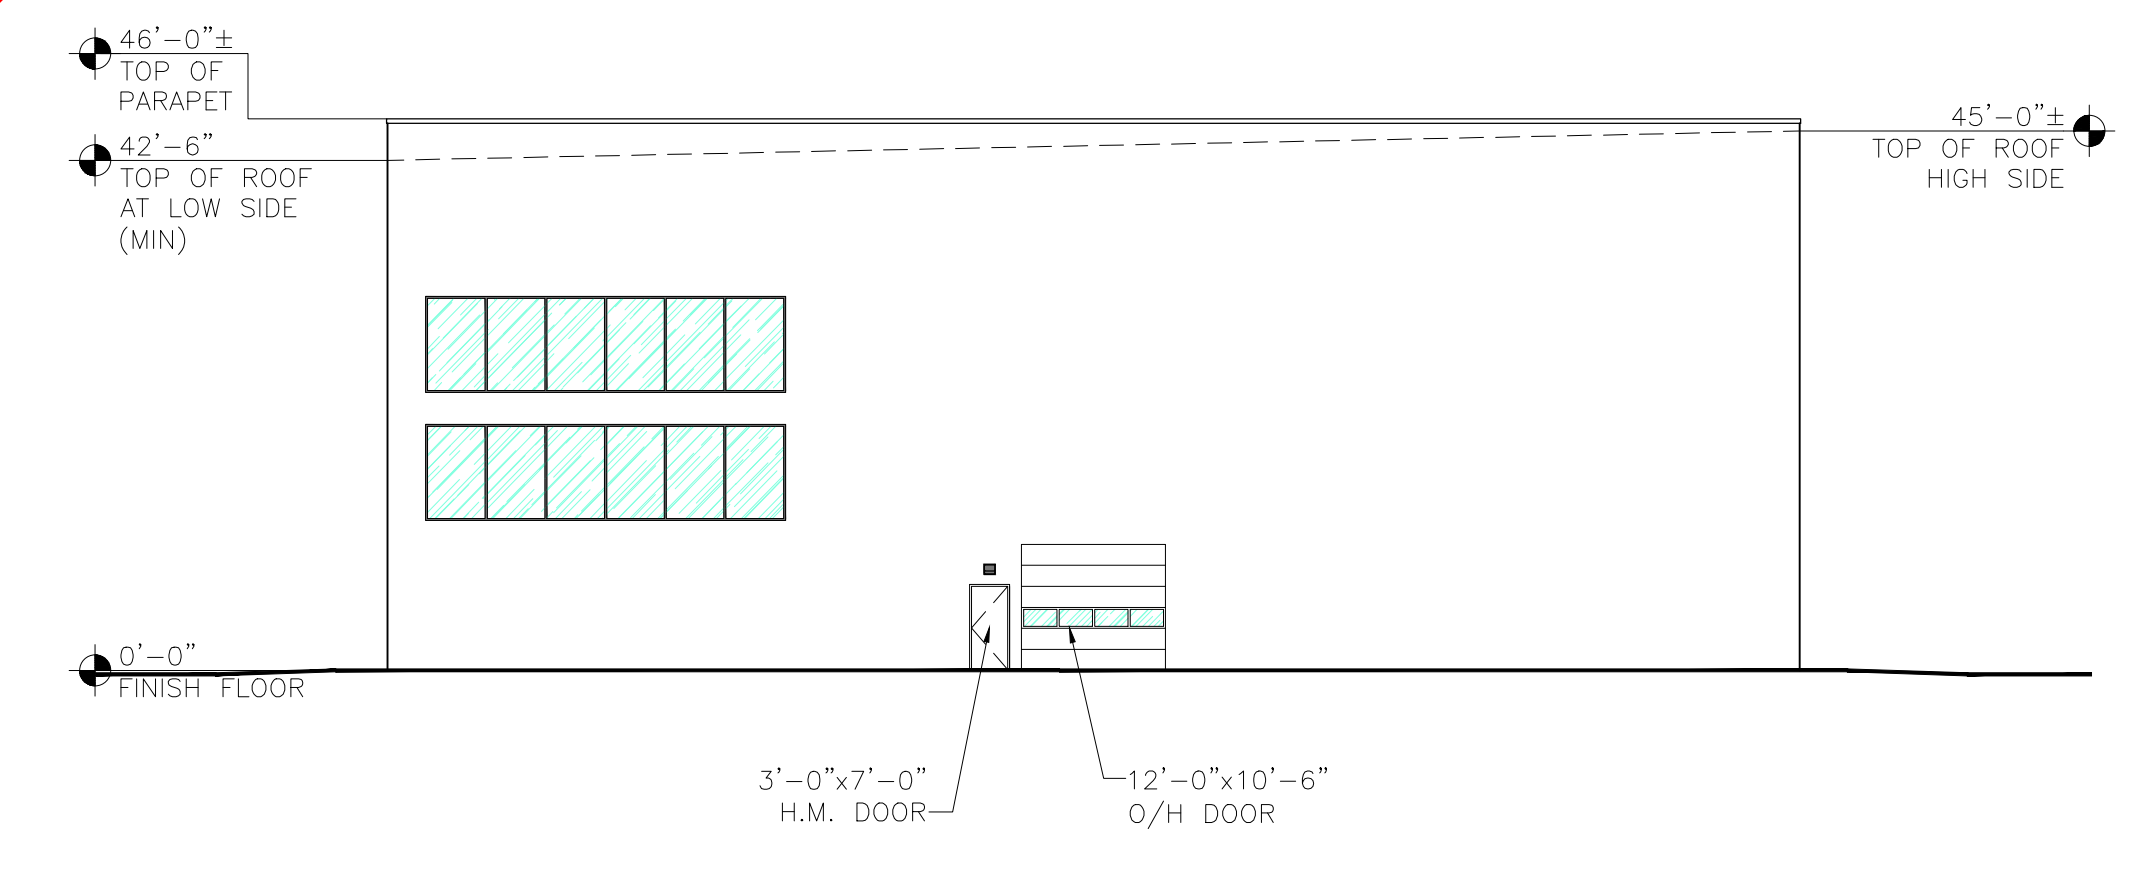 46'-0"±
TOP OF
PARAPET
42'-6"
TOP OF ROOF
AT LOW SIDE
(MIN)
45'-0"±
TOP OF ROOF
HIGH SIDE
0'-0"
FINISH FLOOR
3'-0"x7'-0"
H.M. DOOR
12'-0"x10'-6"
O/H DOOR